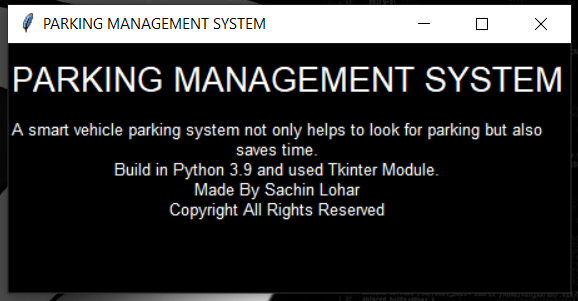 PARKING MANAGEMENT SYSTEM
PARKING MANAGEMENT SYSTEM
A smart vehicle parking system not only helps to look for parking but also
saves time.
Build in Python 3.9 and used Tkinter Module.
Made By Sachin Lohar
Copyright All Rights Reserved